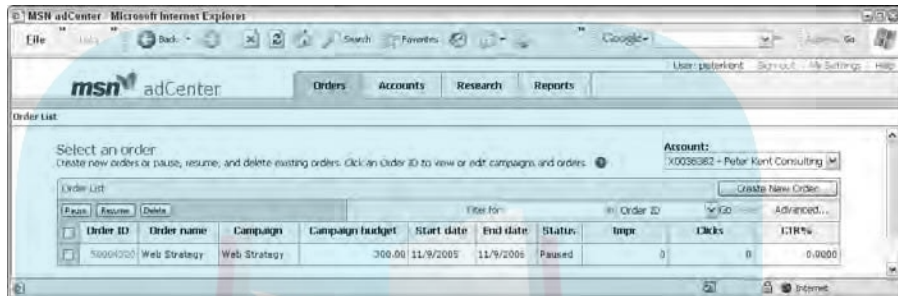 MSN adCenter - Microsoft Internet Explorer
File Back Search Favorites Google Go
User: peterkent Sign out My Settings Help
msn adCenter Orders Accounts Research Reports
Order List
Select an order
Create new orders or pause, resume, and delete existing orders. Click an Order ID to view or edit campaigns and orders.
Account:
X0036382 - Peter Kent Consulting
Order List Create New Order
Pause Resume Delete Filter for: in Order ID Go Advanced...
Order ID Order name Campaign Campaign budget Start date End date Status Impr Clicks CTR%
Web Strategy Web Strategy 300.00 11/9/2005 11/9/2006 Paused 0 0 0.0000
Internet